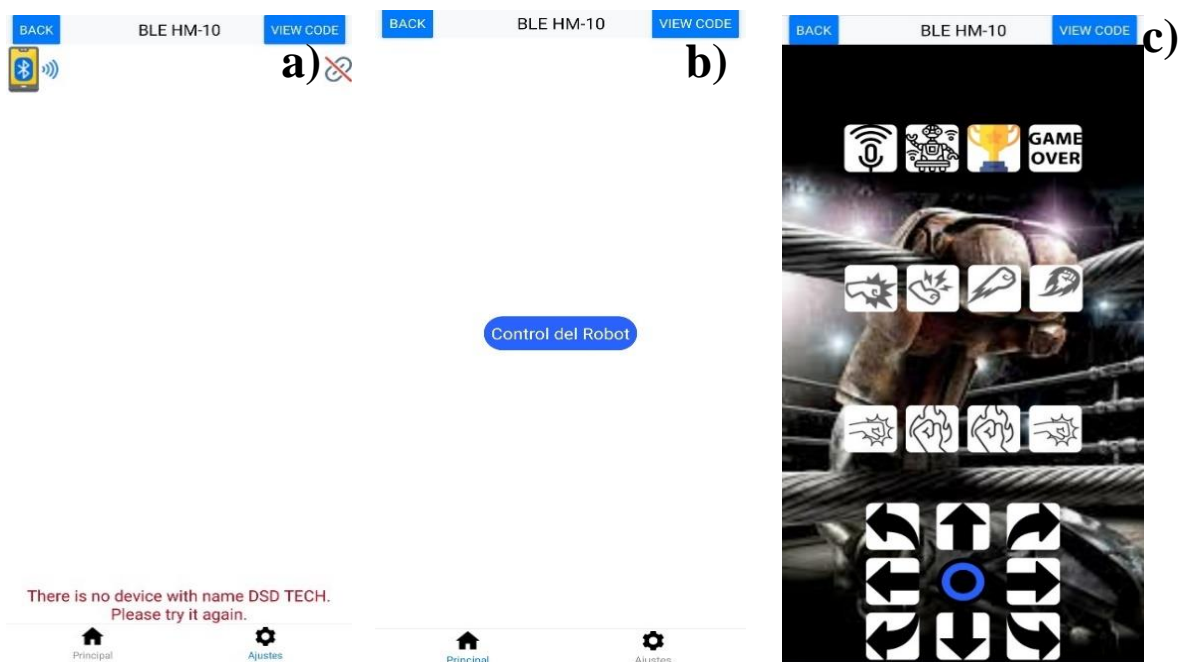 BACK
BLE HM-10
VIEW CODE
a)
There is no device with name DSD TECH.
Please try it again.
Principal
Ajustes
BACK
BLE HM-10
VIEW CODE
b)
Control del Robot
Principal
Ajustes
BACK
BLE HM-10
VIEW CODE
c)
GAME
OVER